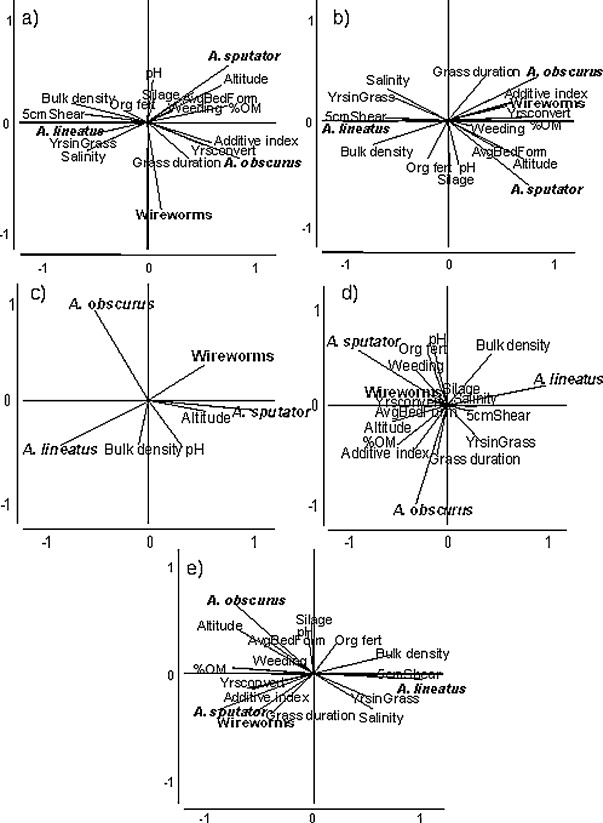 a)
1
A. sputator
pH
Altitude
Silage
AvgBedForm
Bulk density
Org fert
Weeding
%OM
5cmShear
0
A. lineatus
YrsinGrass
Salinity
Additive index
Yrsconvert
Grass duration
A. obscurus
Wireworms
-1
-1
0
1
b)
1
Grass duration
A. obscurus
Salinity
Additive index
YrsinGrass
Wireworms
5cmShear
Yrsconvert
0
A. lineatus
Weeding
%OM
Bulk density
AvgBedForm
Org fert
pH
Altitude
Silage
A. sputator
-1
-1
0
1
c)
1
A. obscurus
Wireworms
0
A. sputator
Altitude
A. lineatus
Bulk density
pH
-1
-1
0
1
d)
1
pH
A. sputator
Org fert
Bulk density
Weeding
A. lineatus
Wireworms
Silage
Salinity
0
Yrsconvert
AvgBedForm
5cmShear
Altitude
%OM
YrsinGrass
Additive index
Grass duration
-1
A. obscurus
-1
0
1
e)
1
A. obscurus
Silage
Altitude
pH
AvgBedForm
Org fert
Weeding
Bulk density
%OM
0
5cmShear
Yrsconvert
A. lineatus
Additive index
YrsinGrass
A. sputator
Grass duration
Salinity
Wireworms
-1
-1
0
1